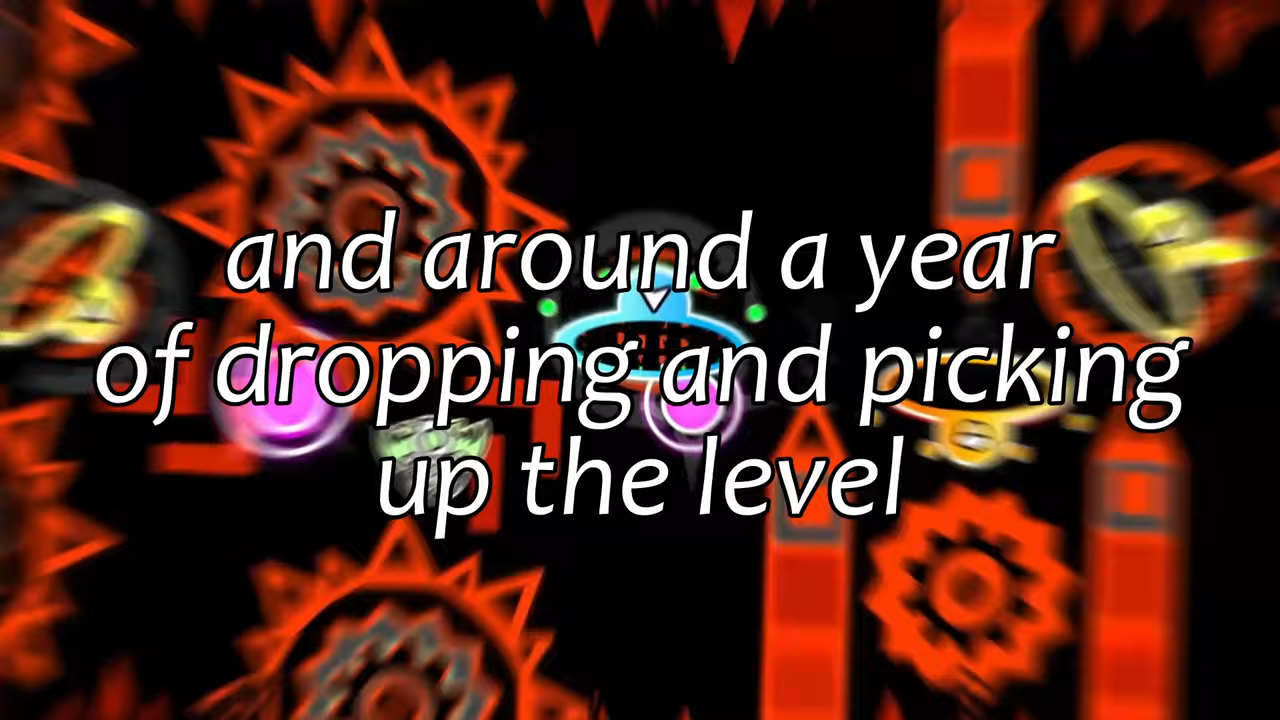 and around a year
of dropping and picking
up the level